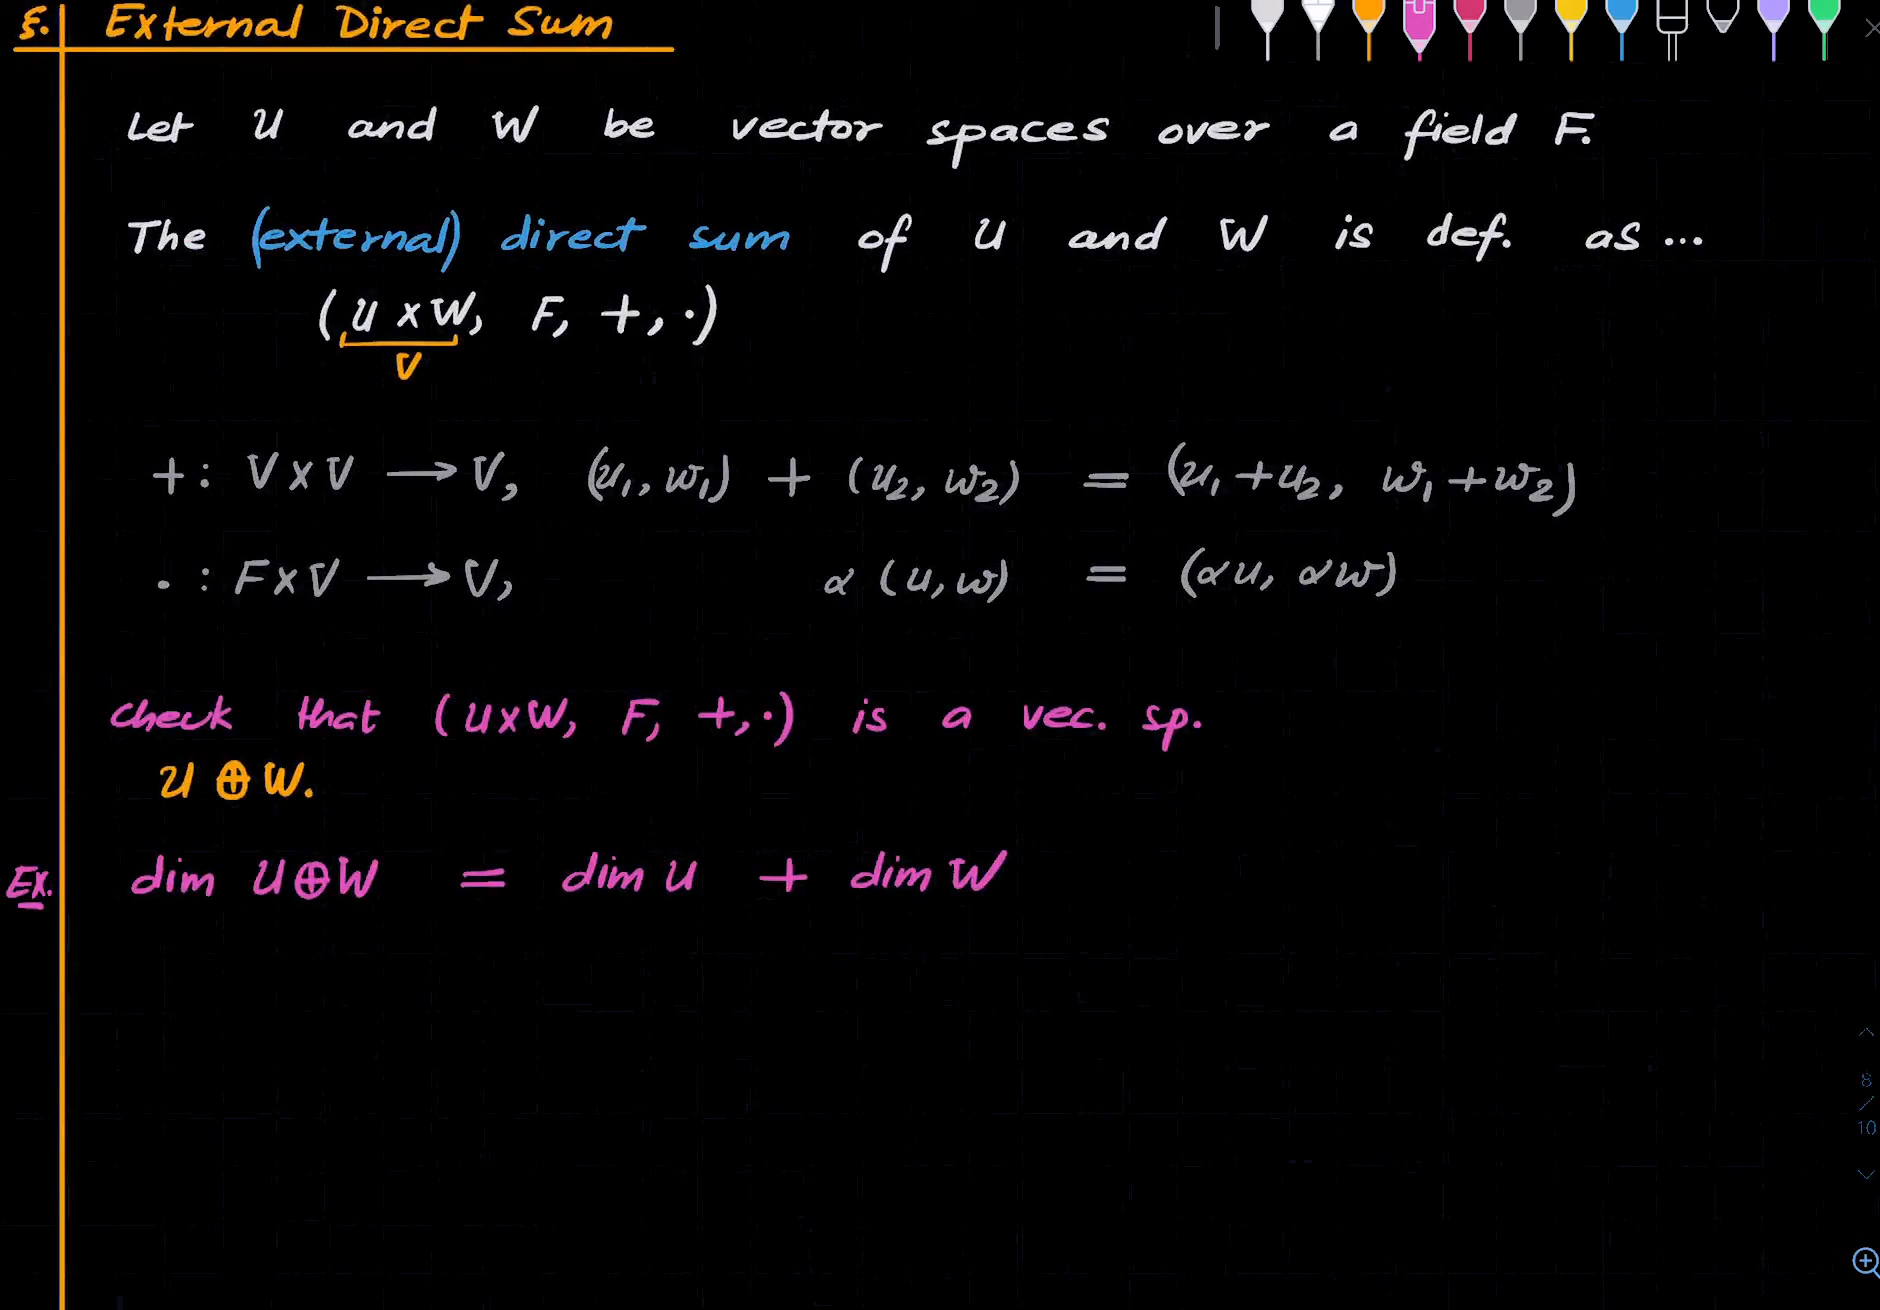 §. External Direct Sum
Let U and W be vector spaces over a field F.
The (external) direct sum of U and W is def. as ...
(U × W, F, +, ·)
V
+ : V × V → V, (u₁, w₁) + (u₂, w₂) = (u₁ + u₂, w₁ + w₂)
· : F × V → V, α (u, w) = (αu, αw)
Check that (U × W, F, +, ·) is a vec. sp.
U ⊕ W.
Ex. dim U ⊕ W = dim U + dim W
8
/
10